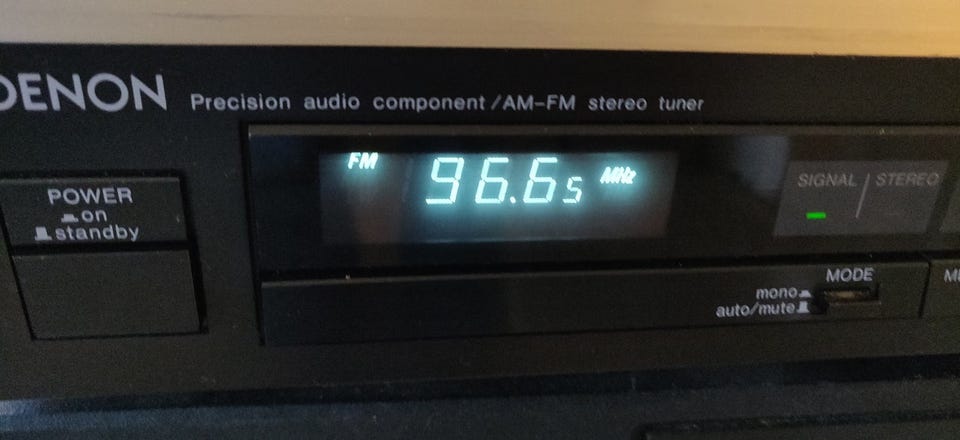 DENON Precision audio component/AM-FM stereo tuner
FM 96.65 MHz
SIGNAL STEREO
POWER
on
standby
MODE
mono
auto/mute